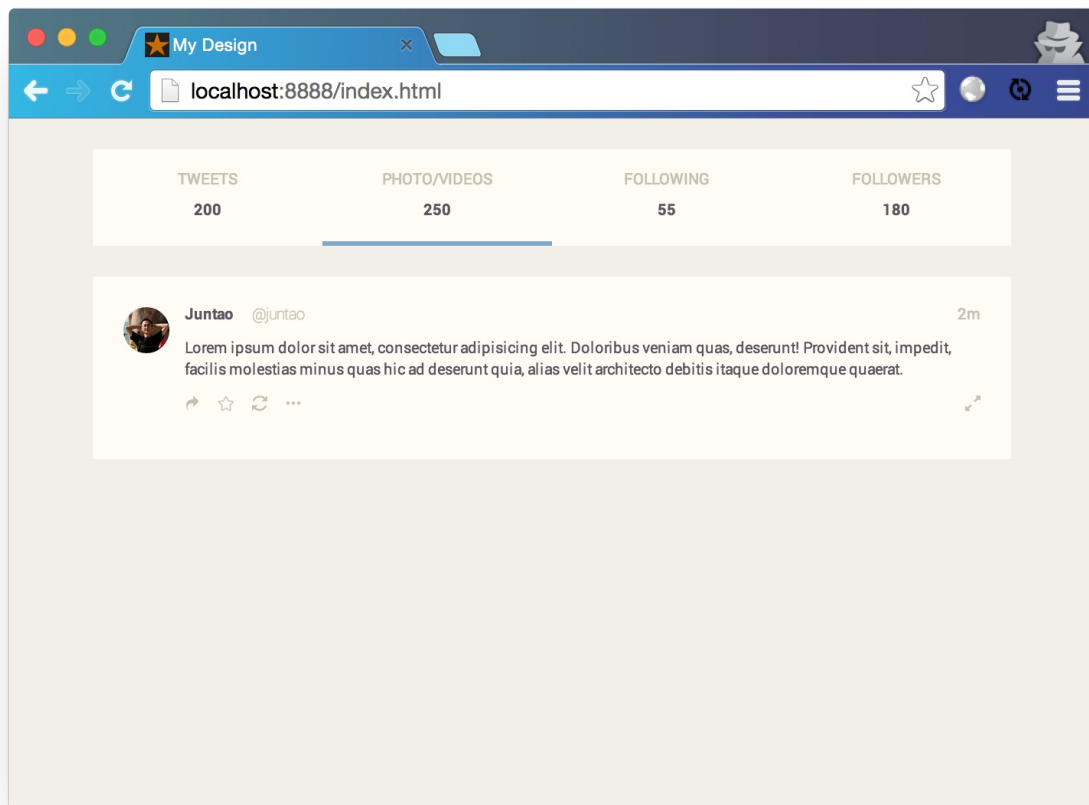 My Design
localhost:8888/index.html
TWEETS PHOTO/VIDEOS FOLLOWING FOLLOWERS
200 250 55 180
Juntao @juntao 2m
Lorem ipsum dolor sit amet, consectetur adipisicing elit. Doloribus veniam quas, deserunt! Provident sit, impedit,
facilis molestias minus quas hic ad deserunt quia, alias velit architecto debitis itaque doloremque quaerat.